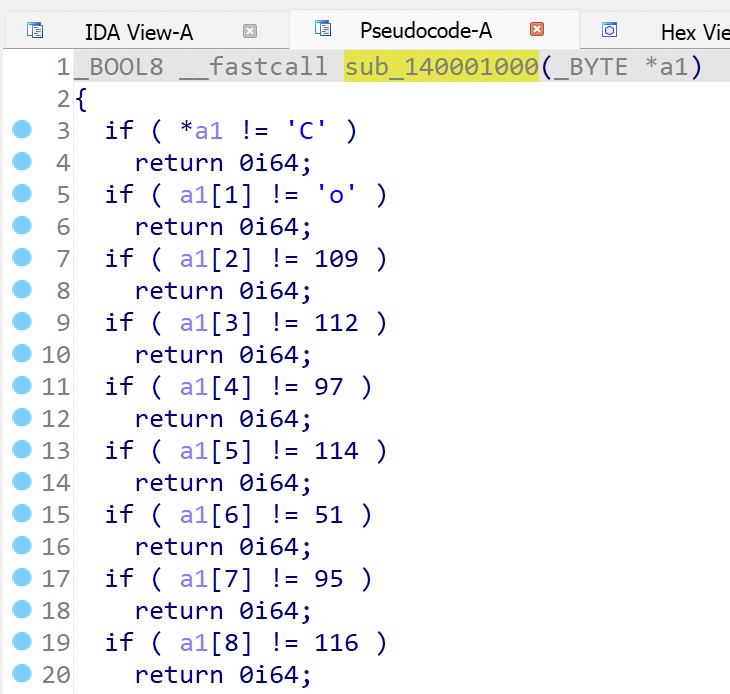 IDA View-A Pseudocode-A Hex Vie
1 _BOOL8 __fastcall sub_140001000(_BYTE *a1)
2 {
3   if ( *a1 != 'C' )
4     return 0i64;
5   if ( a1[1] != 'o' )
6     return 0i64;
7   if ( a1[2] != 109 )
8     return 0i64;
9   if ( a1[3] != 112 )
10     return 0i64;
11   if ( a1[4] != 97 )
12     return 0i64;
13   if ( a1[5] != 114 )
14     return 0i64;
15   if ( a1[6] != 51 )
16     return 0i64;
17   if ( a1[7] != 95 )
18     return 0i64;
19   if ( a1[8] != 116 )
20     return 0i64;